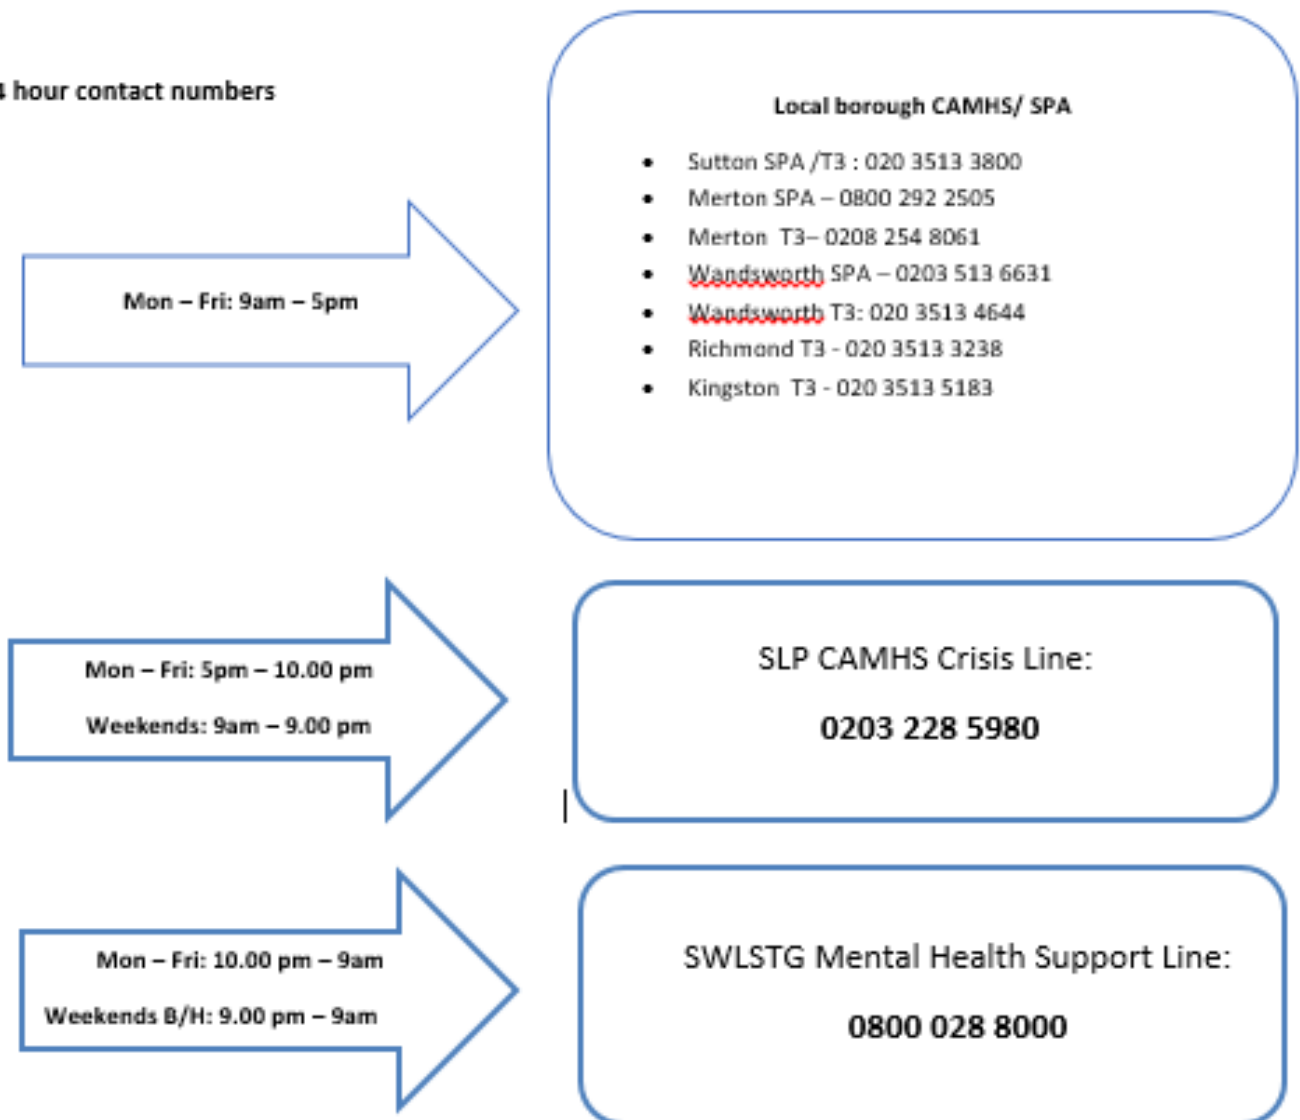 4 hour contact numbers
Local borough CAMHS/ SPA
• Sutton SPA /T3 : 020 3513 3800
• Merton SPA – 0800 292 2505
• Merton  T3– 0208 254 8061
• Wandsworth SPA – 0203 513 6631
• Wandsworth T3: 020 3513 4644
• Richmond T3 - 020 3513 3238
• Kingston  T3 - 020 3513 5183
Mon – Fri: 9am – 5pm
Mon – Fri: 5pm – 10.00 pm
Weekends: 9am – 9.00 pm
SLP CAMHS Crisis Line:
0203 228 5980
Mon – Fri: 10.00 pm – 9am
Weekends B/H: 9.00 pm – 9am
SWLSTG Mental Health Support Line:
0800 028 8000